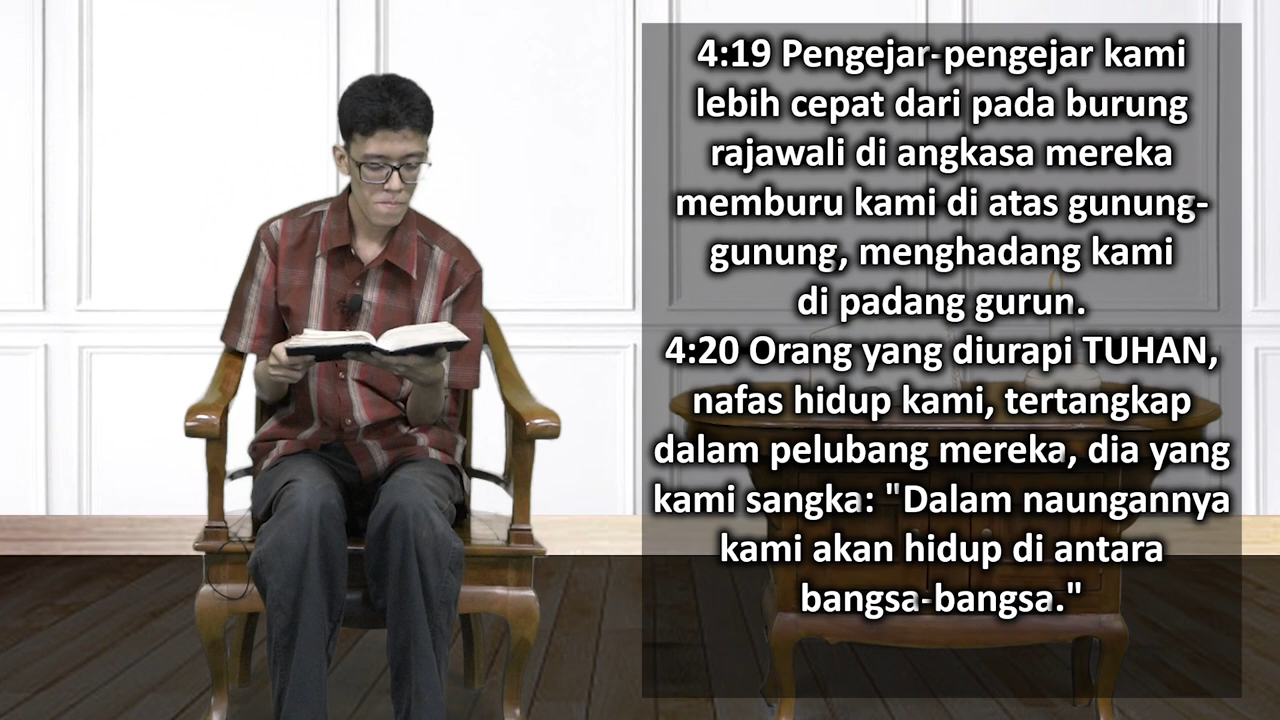 4:19 Pengejar-pengejar kami
lebih cepat dari pada burung
rajawali di angkasa mereka
memburu kami di atas gunung-
gunung, menghadang kami
di padang gurun.
4:20 Orang yang diurapi TUHAN,
nafas hidup kami, tertangkap
dalam pelubang mereka, dia yang
kami sangka: "Dalam naungannya
kami akan hidup di antara
bangsa-bangsa."